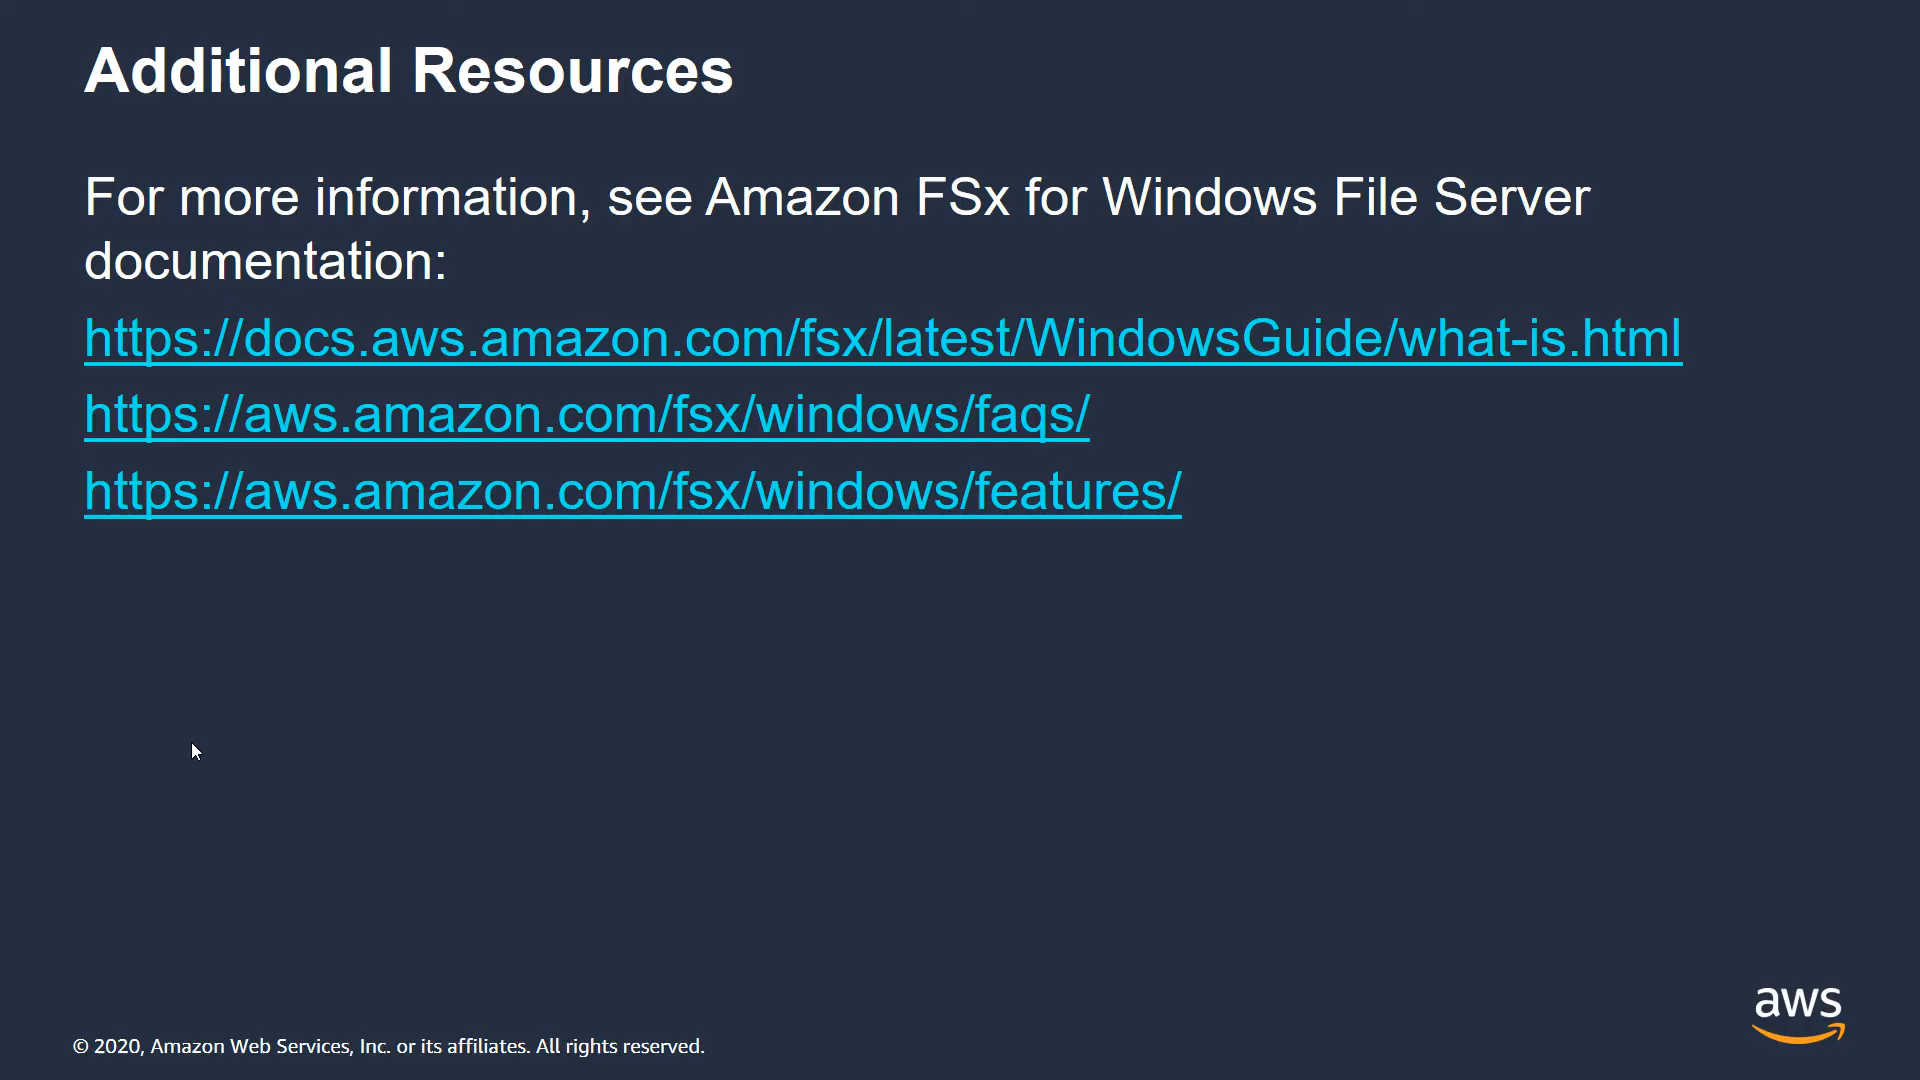 Additional Resources
For more information, see Amazon FSx for Windows File Server
documentation:
https://docs.aws.amazon.com/fsx/latest/WindowsGuide/what-is.html
https://aws.amazon.com/fsx/windows/faqs/
https://aws.amazon.com/fsx/windows/features/
aws
© 2020, Amazon Web Services, Inc. or its affiliates. All rights reserved.